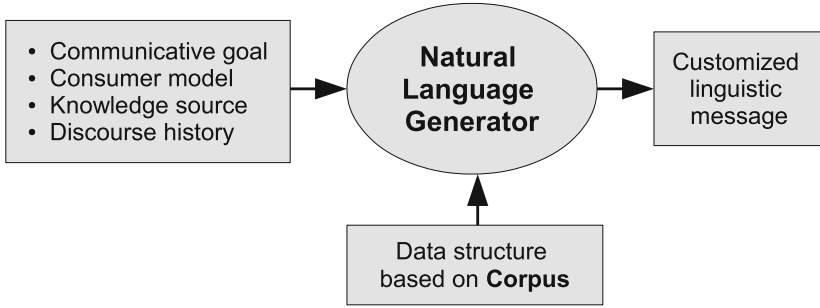 • Communicative goal
• Consumer model
• Knowledge source
• Discourse history
Natural
Language
Generator
Customized
linguistic
message
Data structure
based on Corpus